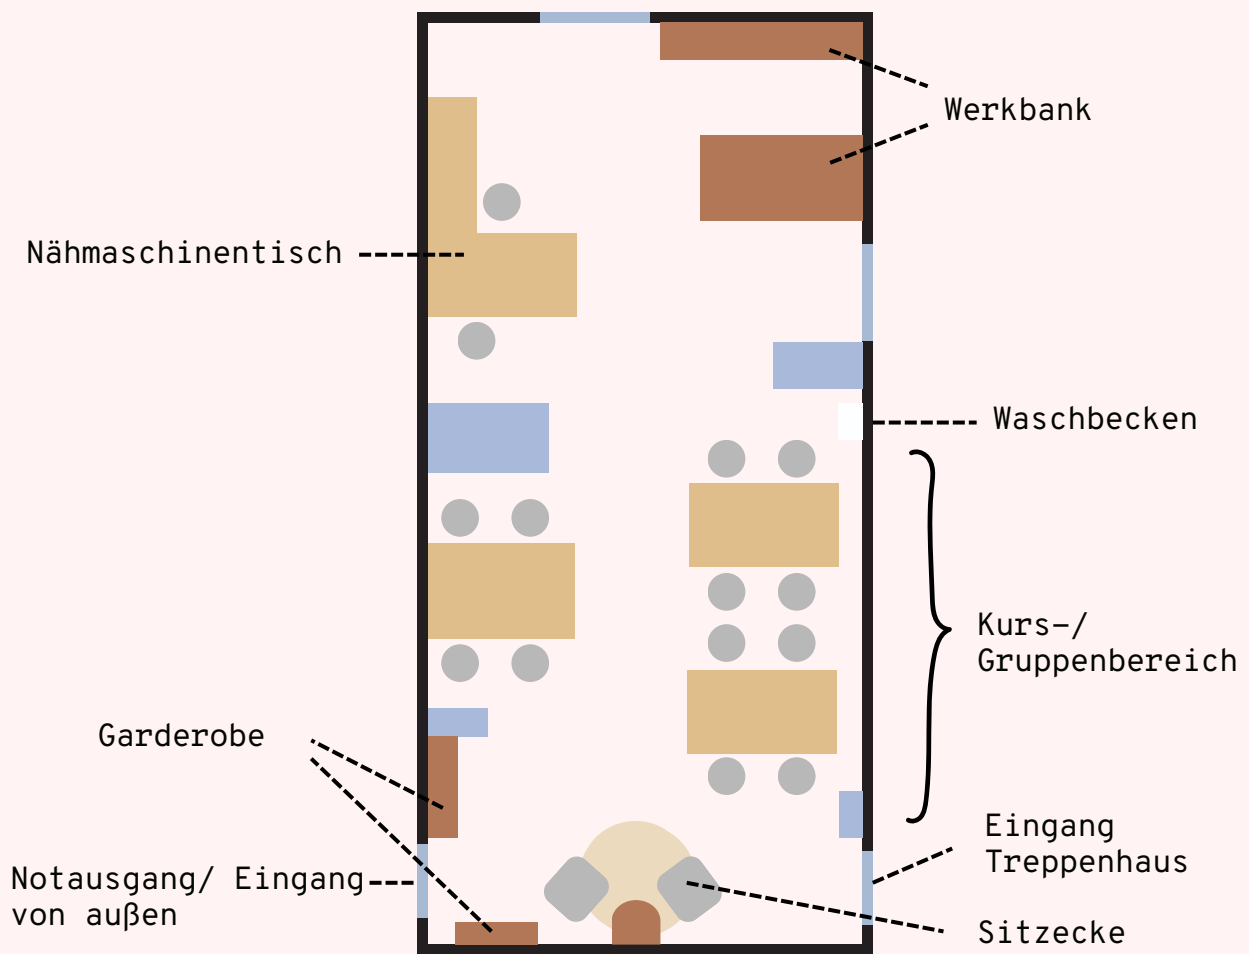 Werkbank
Nähmaschinentisch
Waschbecken
Kurs-/
Gruppenbereich
Garderobe
Eingang
Treppenhaus
Notausgang/ Eingang
von außen
Sitzecke